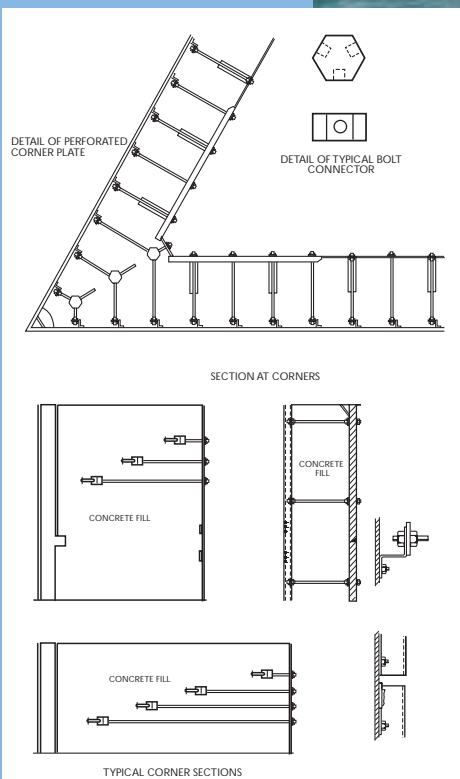 DETAIL OF PERFORATED
CORNER PLATE
DETAIL OF TYPICAL BOLT
CONNECTOR
SECTION AT CORNERS
CONCRETE FILL
CONCRETE
FILL
CONCRETE FILL
TYPICAL CORNER SECTIONS